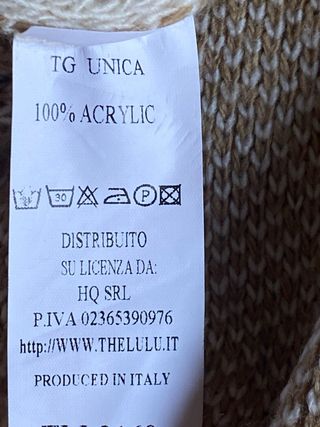 TG UNICA
100% ACRYLIC
30 P
DISTRIBUITO
SU LICENZA DA:
HQ SRL
P.IVA 02365390976
http://WWW.THELULU.IT
PRODUCED IN ITALY